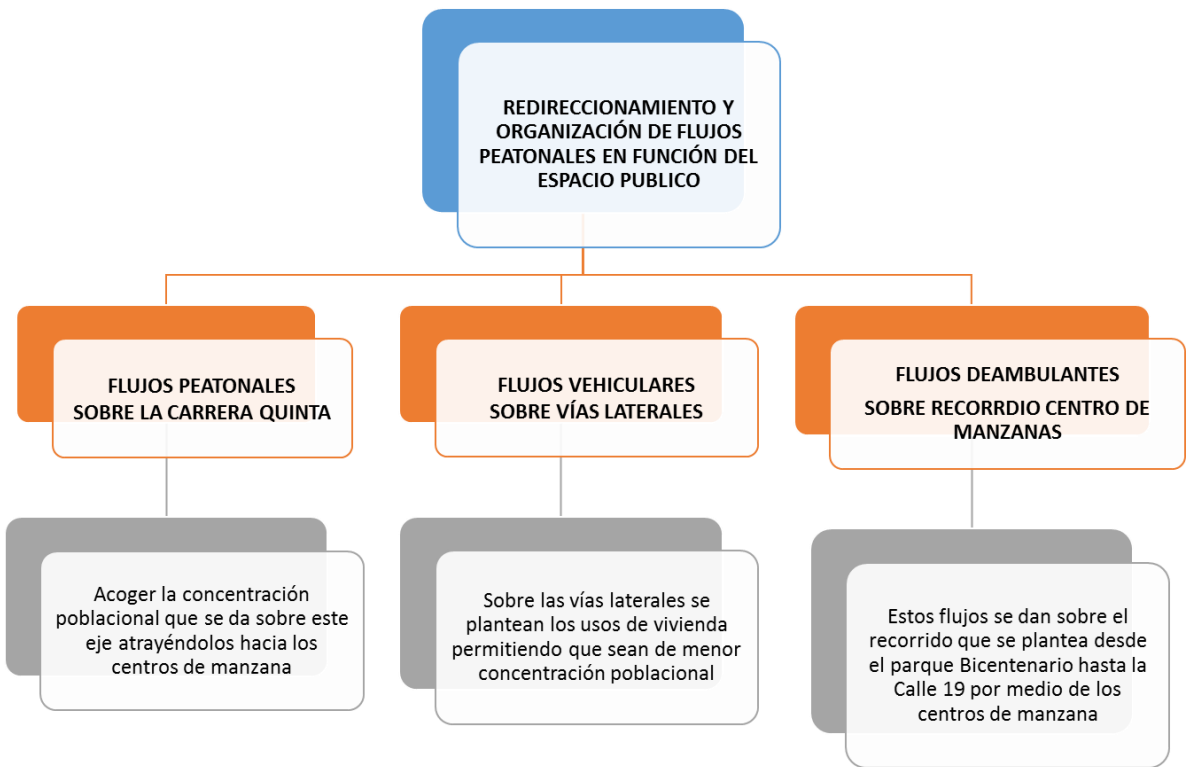 REDIRECCIONAMIENTO Y
ORGANIZACIÓN DE FLUJOS
PEATONALES EN FUNCIÓN DEL
ESPACIO PUBLICO
FLUJOS PEATONALES
SOBRE LA CARRERA QUINTA
FLUJOS VEHICULARES
SOBRE VÍAS LATERALES
FLUJOS DEAMBULANTES
SOBRE RECORRDIO CENTRO DE
MANZANAS
Acoger la concentración
poblacional que se da sobre este
eje atrayéndolos hacia los
centros de manzana
Sobre las vías laterales se
plantean los usos de vivienda
permitiendo que sean de menor
concentración poblacional
Estos flujos se dan sobre el
recorrido que se plantea desde
el parque Bicentenario hasta la
Calle 19 por medio de los
centros de manzana